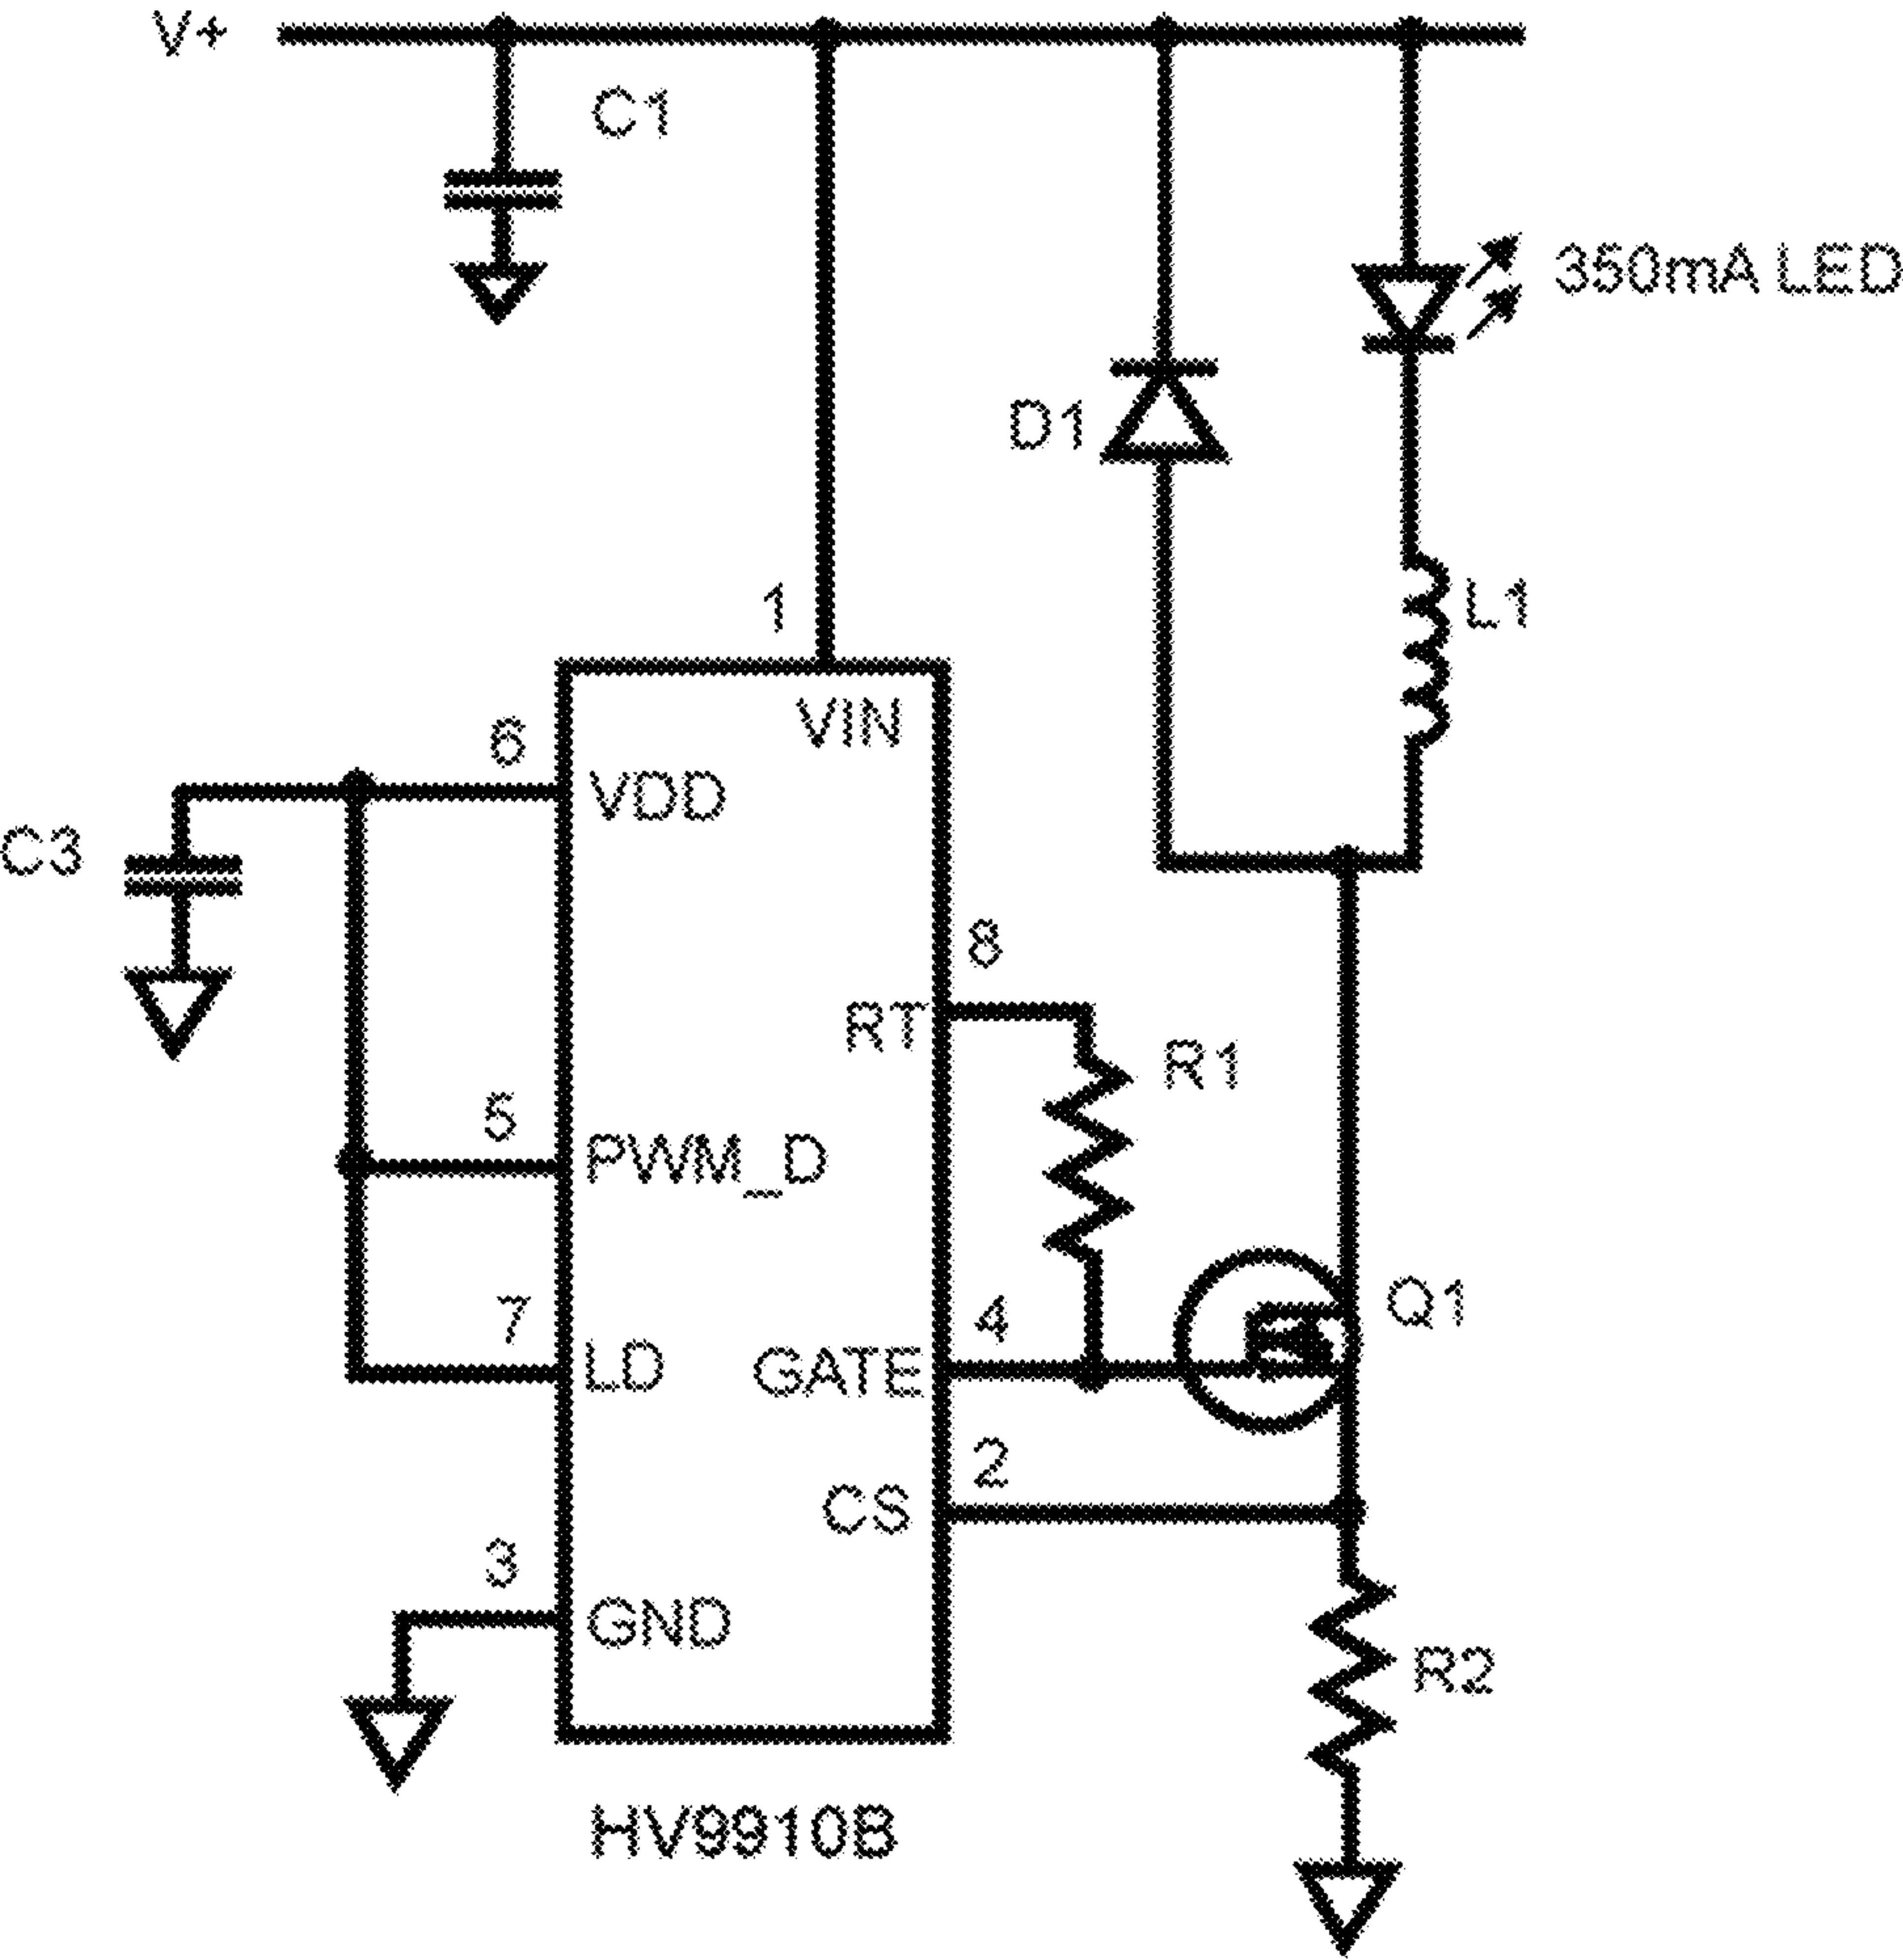 V+
C1
350mA LED
D1
L1
1
VIN
6
VDD
C3
8
RT
R1
5
PWM_D
7
LD
4
GATE
Q1
2
CS
3
GND
R2
HV9910B